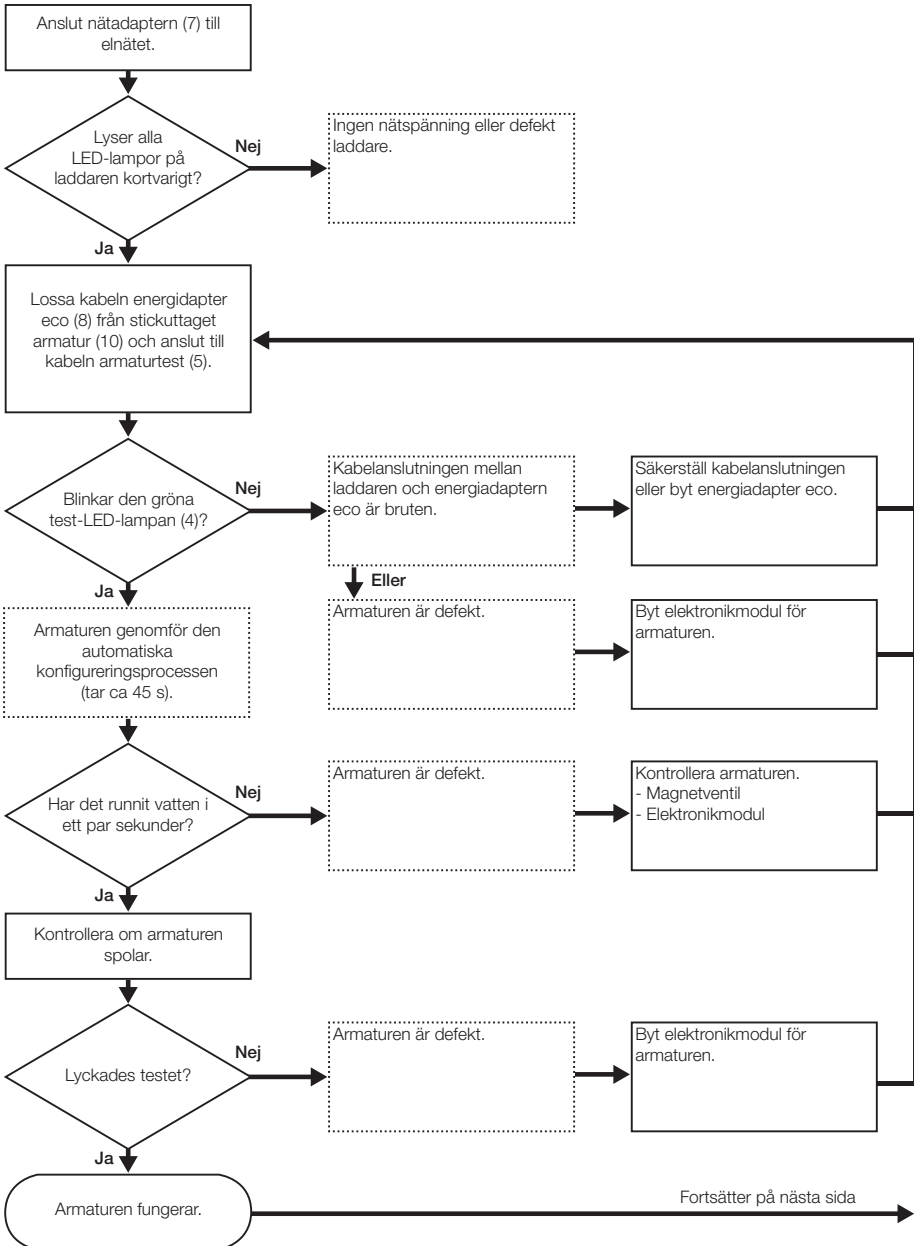 Anslut nätadaptern (7) till
elnätet.
Lyser alla
LED-lampor på
laddaren kortvarigt?
Nej
Ingen nätspänning eller defekt
laddare.
Ja
Lossa kabeln energidapter
eco (8) från stickuttaget
armatur (10) och anslut till
kabeln armaturtest (5).
Blinkar den gröna
test-LED-lampan (4)?
Nej
Kabelanslutningen mellan
laddaren och energiadaptern
eco är bruten.
Säkerställ kabelanslutningen
eller byt energiadapter eco.
Eller
Armaturen är defekt.
Byt elektronikmodul för
armaturen.
Ja
Armaturen genomför den
automatiska
konfigureringsprocessen
(tar ca 45 s).
Har det runnit vatten i
ett par sekunder?
Nej
Armaturen är defekt.
Kontrollera armaturen.
- Magnetventil
- Elektronikmodul
Ja
Kontrollera om armaturen
spolar.
Lyckades testet?
Nej
Armaturen är defekt.
Byt elektronikmodul för
armaturen.
Ja
Armaturen fungerar.
Fortsätter på nästa sida